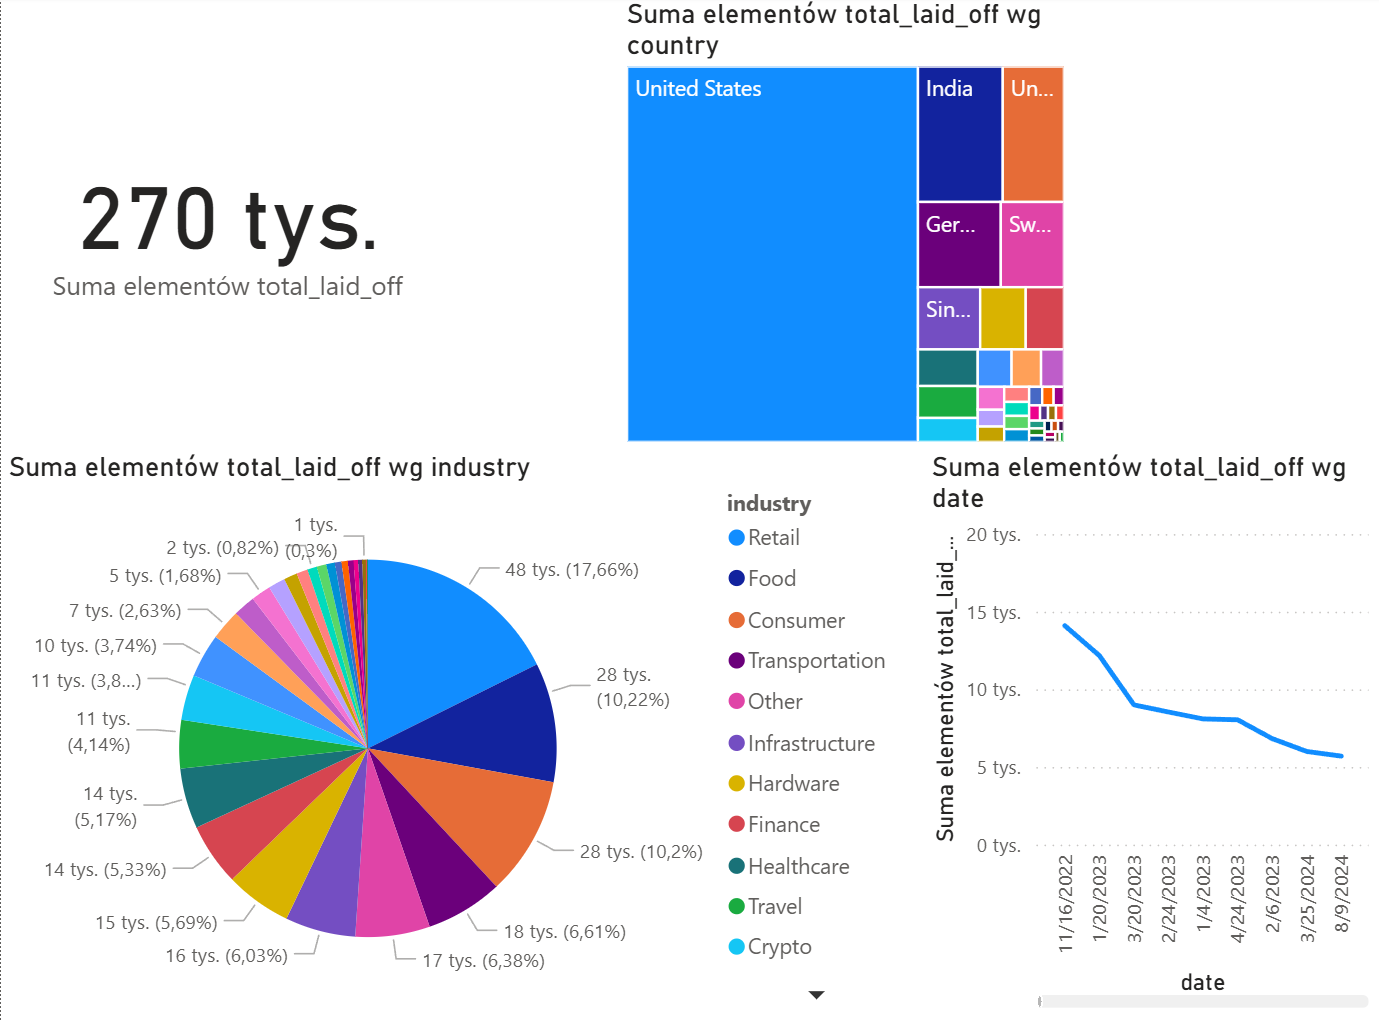 Suma elementów total_laid_off wg
country
United States
India
Un...
Ger...
Sw...
Sin...
270 tys.
Suma elementów total_laid_off
Suma elementów total_laid_off wg industry
1 tys.
(0,3%)
2 tys. (0,82%)
5 tys. (1,68%)
7 tys. (2,63%)
10 tys. (3,74%)
11 tys. (3,8...)
11 tys.
(4,14%)
14 tys.
(5,17%)
14 tys. (5,33%)
15 tys. (5,69%)
16 tys. (6,03%)
17 tys. (6,38%)
18 tys. (6,61%)
28 tys. (10,2%)
28 tys.
(10,22%)
48 tys. (17,66%)
industry
Retail
Food
Consumer
Transportation
Other
Infrastructure
Hardware
Finance
Healthcare
Travel
Crypto
Suma elementów total_laid_off wg
date
Suma elementów total_laid_...
20 tys.
15 tys.
10 tys.
5 tys.
0 tys.
11/16/2022
1/20/2023
3/20/2023
2/24/2023
1/4/2023
4/24/2023
2/6/2023
3/25/2024
8/9/2024
date